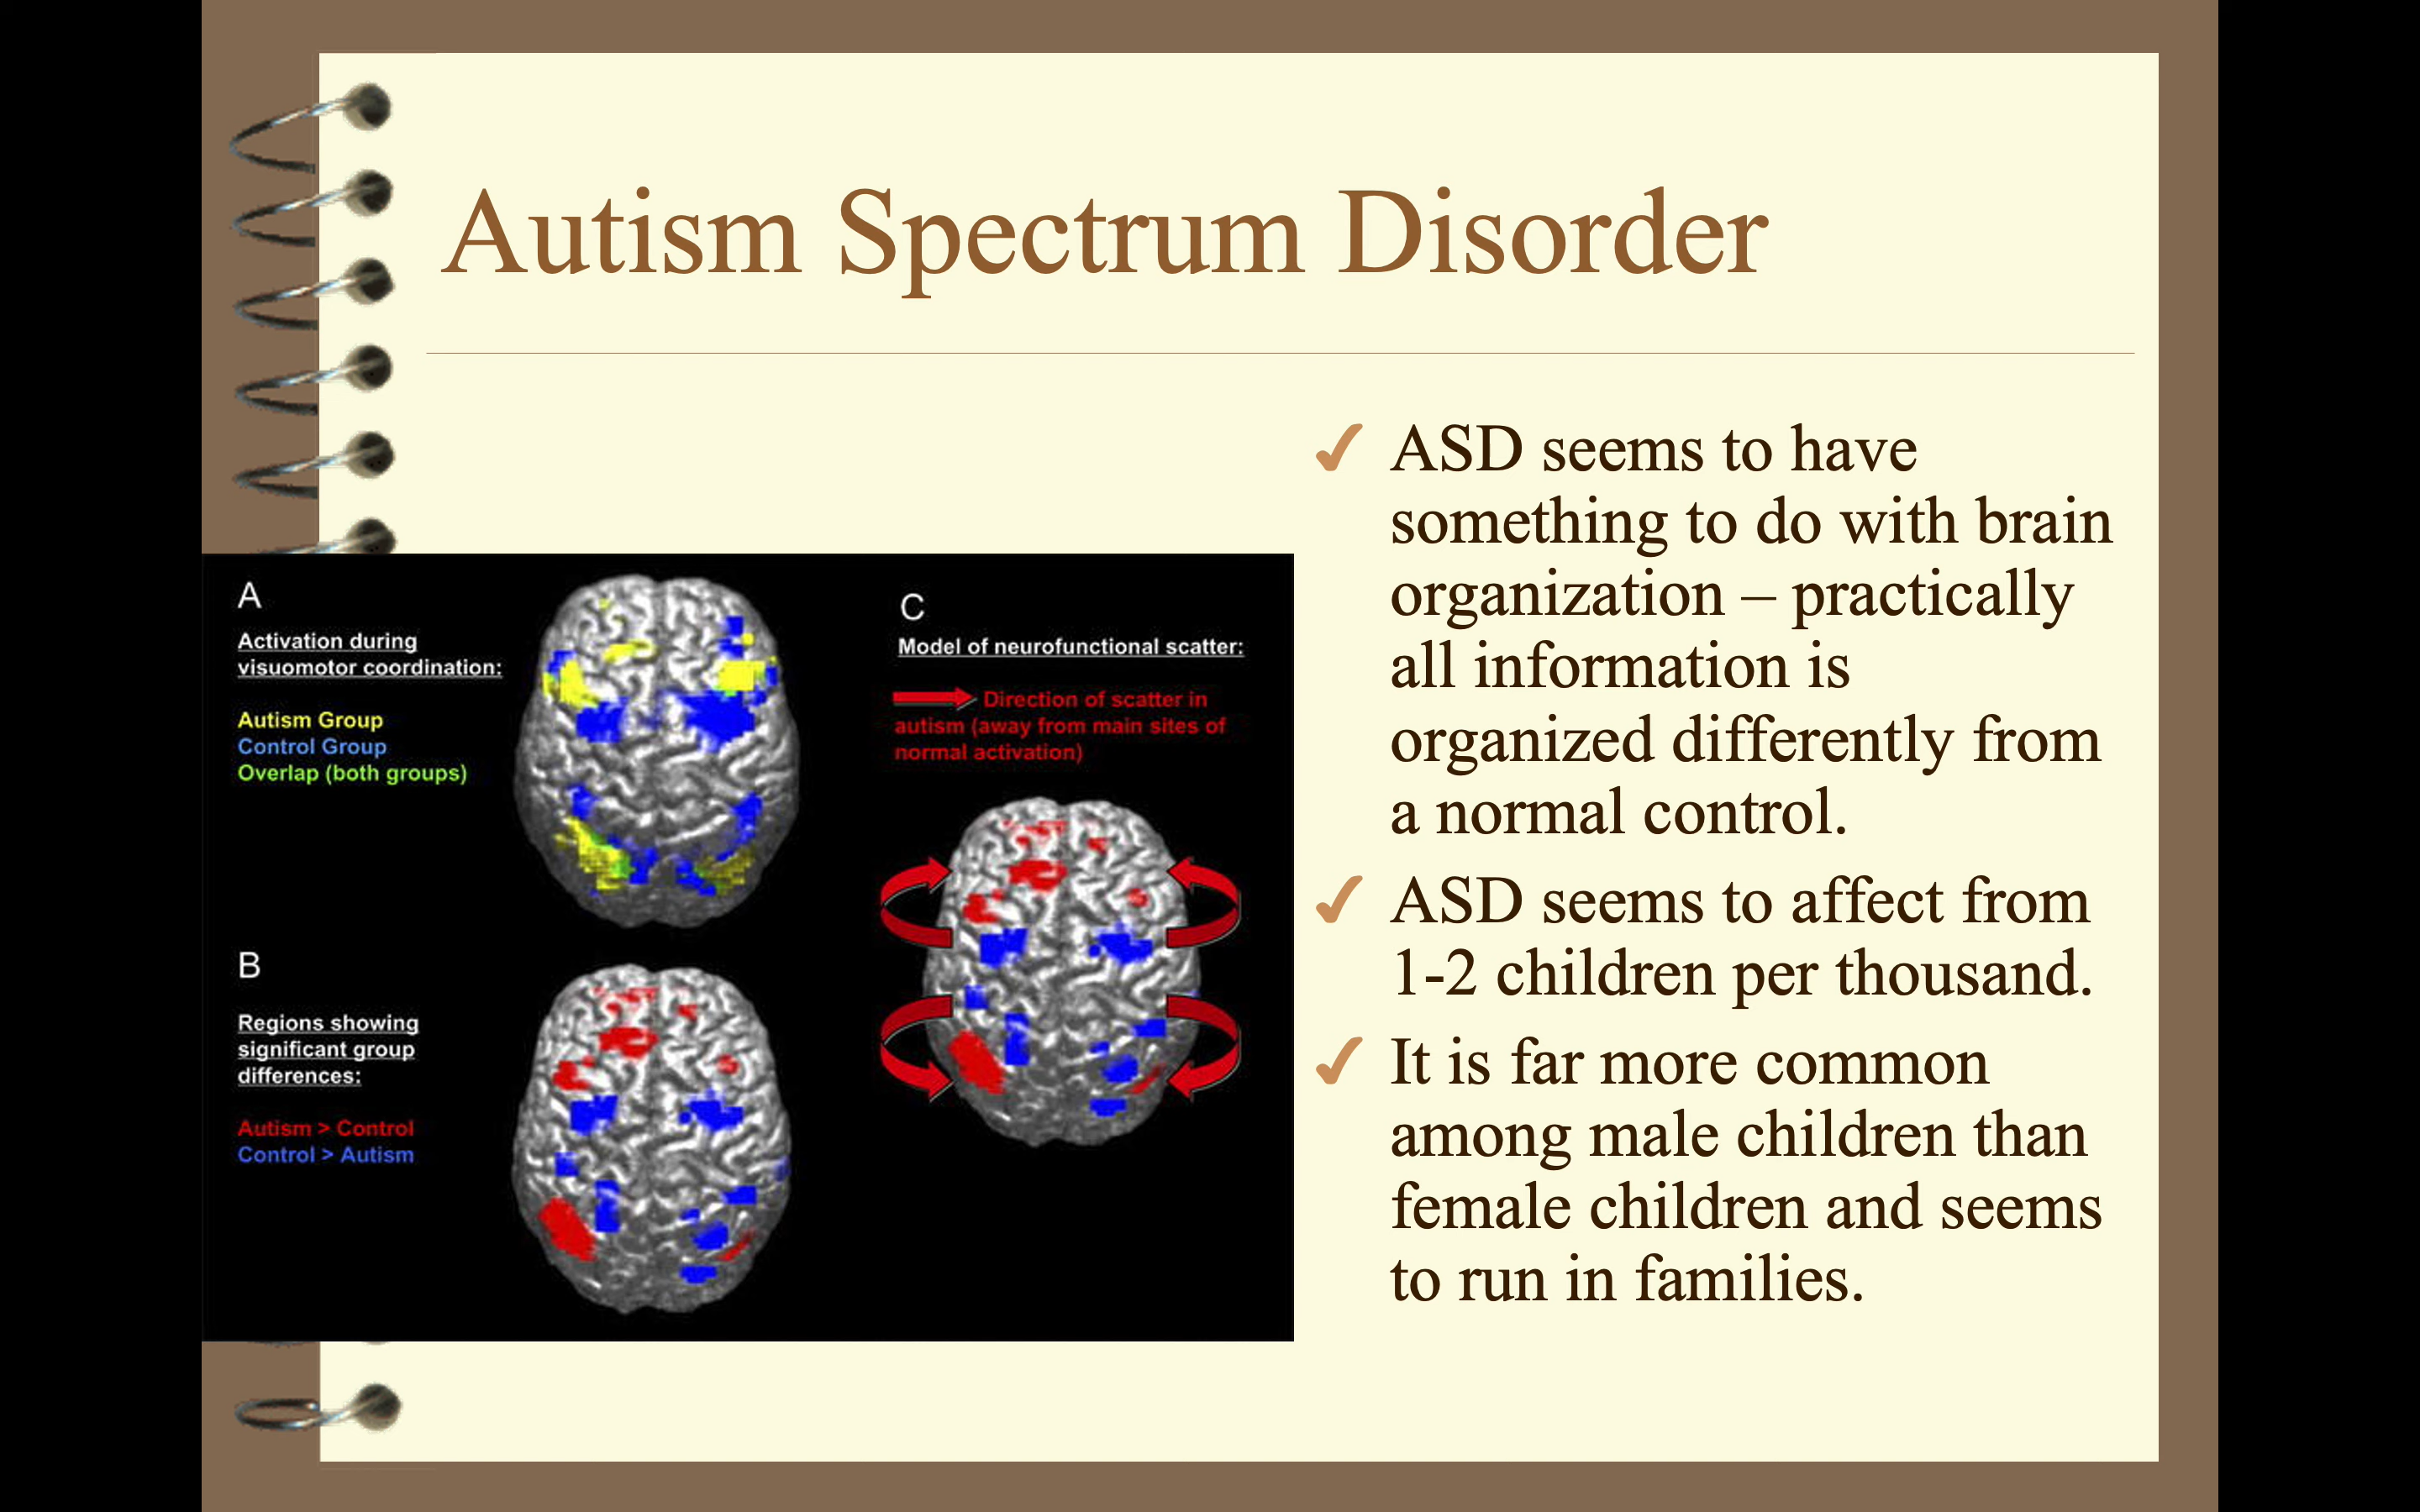 Autism Spectrum Disorder
A
Activation during
visuomotor coordination:
Autism Group
Control Group
Overlap (both groups)
B
Regions showing
significant group
differences:
Autism > Control
Control > Autism
C
Model of neurofunctional scatter:
Direction of scatter in
autism (away from main sites of
normal activation)
✓ ASD seems to have
something to do with brain
organization – practically
all information is
organized differently from
a normal control.
✓ ASD seems to affect from
1-2 children per thousand.
✓ It is far more common
among male children than
female children and seems
to run in families.